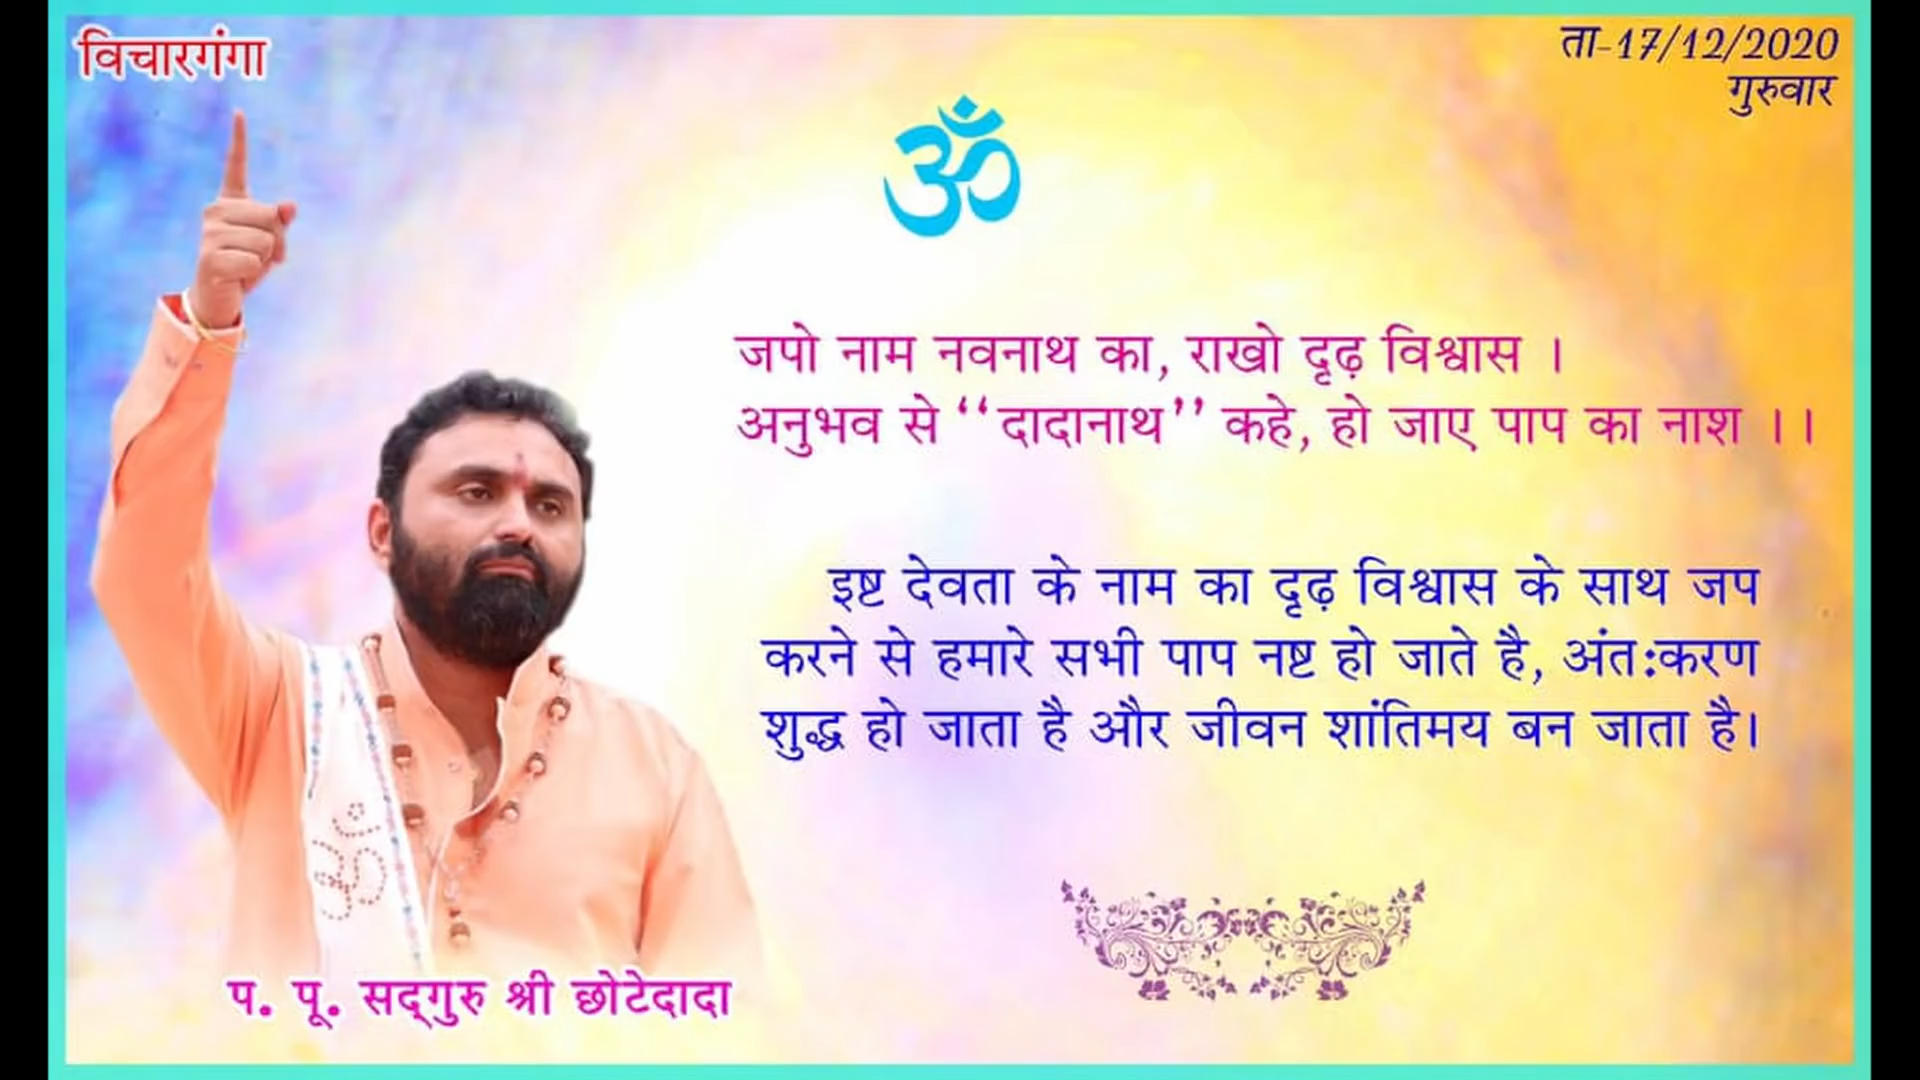 विचारगंगा
ता-17/12/2020
गुरुवार
ॐ
जपो नाम नवनाथ का, राखो दृढ़ विश्वास ।
अनुभव से ‘‘दादानाथ’’ कहे, हो जाए पाप का नाश ।।
इष्ट देवता के नाम का दृढ़ विश्वास के साथ जप
करने से हमारे सभी पाप नष्ट हो जाते है, अंत:करण
शुद्ध हो जाता है और जीवन शांतिमय बन जाता है।
ॐ
प. पू. सद्‌गुरु श्री छोटेदादा